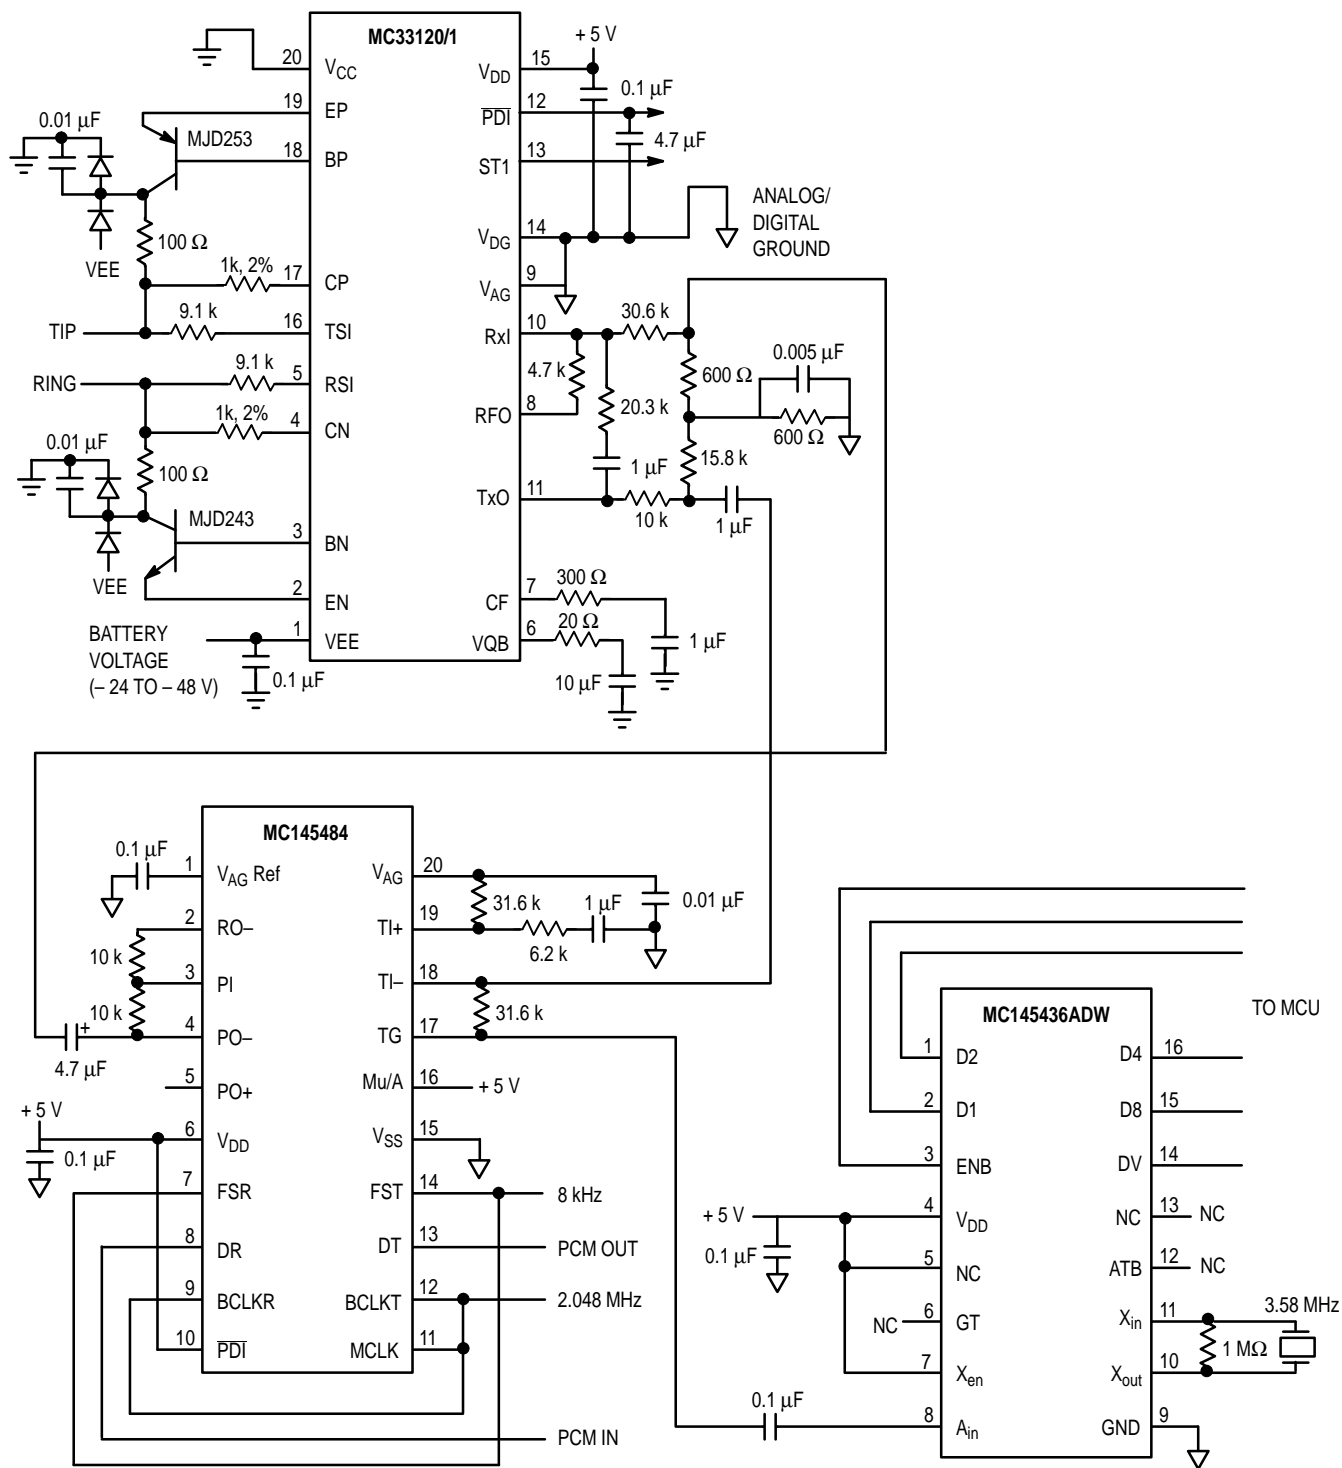 MC33120/1
20
VCC
19
EP
18
BP
17
CP
16
TSI
5
RSI
4
CN
3
BN
2
EN
1
VEE
0.01 µF
MJD253
VEE
100 Ω
1k, 2%
9.1 k
TIP
RING
9.1 k
1k, 2%
0.01 µF
100 Ω
MJD243
VEE
BATTERY
VOLTAGE
(– 24 TO – 48 V)
0.1 µF
VDD
15
+ 5 V
0.1 µF
PDI
12
4.7 µF
ST1
13
VDG
14
ANALOG/
DIGITAL
GROUND
VAG
9
RxI
10
30.6 k
4.7 k
RFO
8
20.3 k
600 Ω
0.005 µF
600 Ω
15.8 k
1 µF
TxO
11
10 k
1 µF
CF
7
300 Ω
1 µF
VQB
6
20 Ω
10 µF
MC145484
0.1 µF
1
VAG Ref
2
RO–
10 k
3
PI
10 k
4
PO–
+
4.7 µF
5
PO+
+ 5 V
6
VDD
0.1 µF
7
FSR
8
DR
9
BCLKR
10
PDI
VAG
20
31.6 k
1 µF
0.01 µF
TI+
19
6.2 k
TI–
18
31.6 k
TG
17
Mu/A
16
+ 5 V
VSS
15
FST
14
8 kHz
DT
13
PCM OUT
BCLKT
12
2.048 MHz
MCLK
11
PCM IN
0.1 µF
MC145436ADW
TO MCU
1
D2
2
D1
3
ENB
+ 5 V
4
VDD
0.1 µF
5
NC
NC
6
GT
7
Xen
8
Ain
D4
16
D8
15
DV
14
NC
13
NC
ATB
12
NC
Xin
11
3.58 MHz
1 MΩ
Xout
10
GND
9